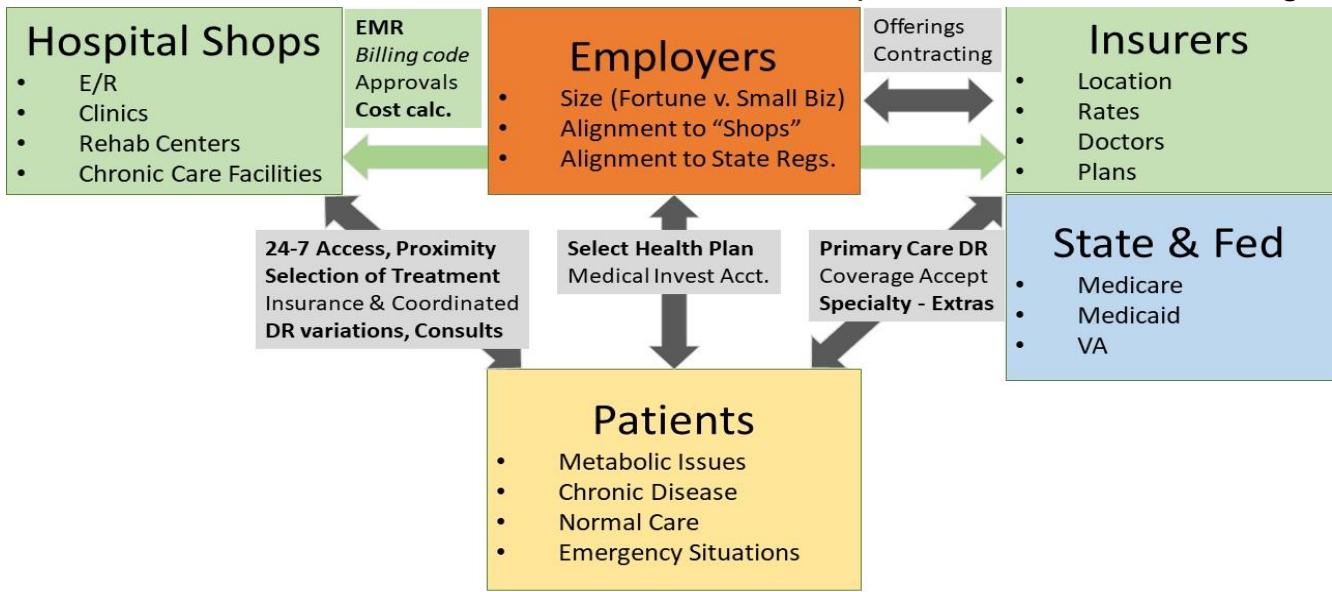 Hospital Shops
• E/R
• Clinics
• Rehab Centers
• Chronic Care Facilities
EMR
Billing code
Approvals
Cost calc.
Employers
• Size (Fortune v. Small Biz)
• Alignment to “Shops”
• Alignment to State Regs.
Offerings
Contracting
Insurers
• Location
• Rates
• Doctors
• Plans
24-7 Access, Proximity
Selection of Treatment
Insurance & Coordinated
DR variations, Consults
Select Health Plan
Medical Invest Acct.
Primary Care DR
Coverage Accept
Specialty - Extras
State & Fed
• Medicare
• Medicaid
• VA
Patients
• Metabolic Issues
• Chronic Disease
• Normal Care
• Emergency Situations